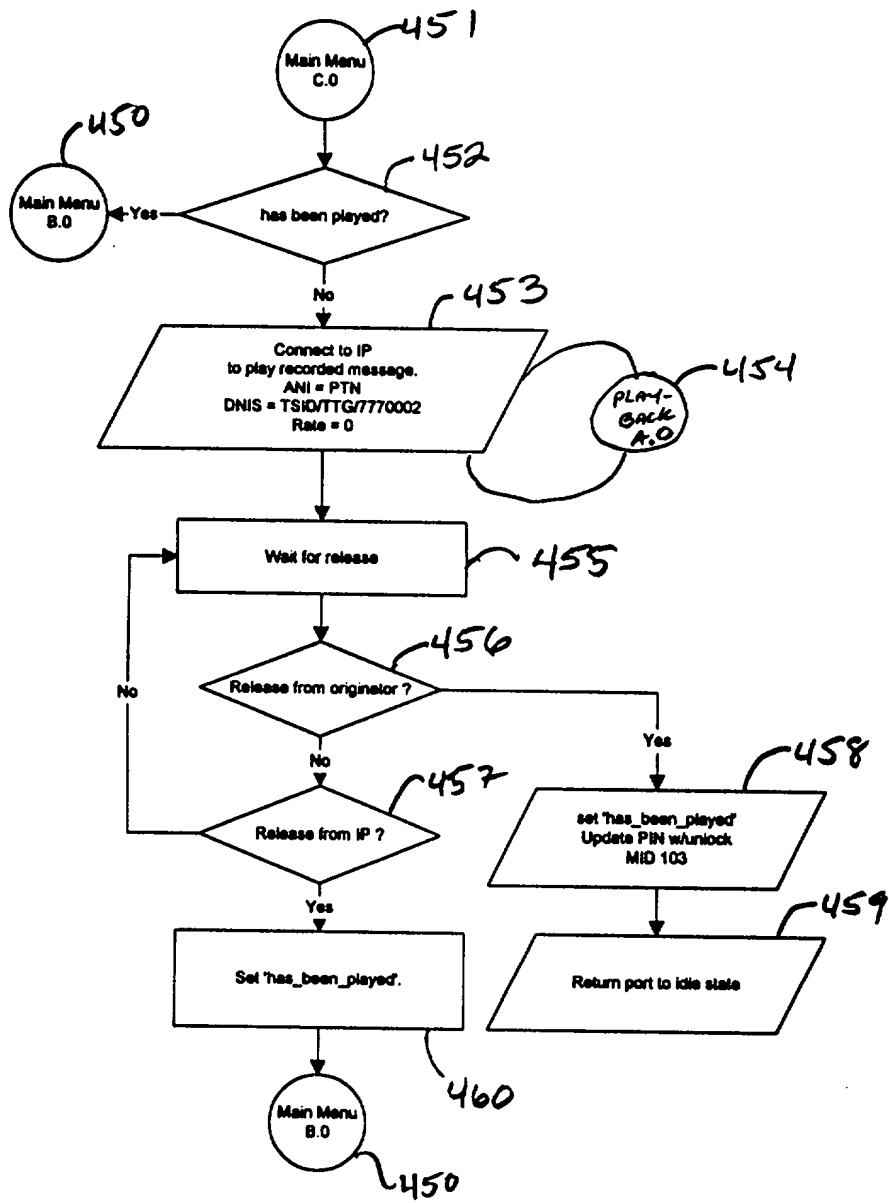 451
Main Menu
C.0
450
452
Main Menu
B.0
Yes
has been played?
No
453
Connect to IP
to play recorded message.
ANI = PTN
DNIS = TSID/TTG/7770002
Rate = 0
454
PLAY-
BACK
A.0
Wait for release
455
456
Release from originator ?
No
Yes
No
457
458
Release from IP ?
set 'has_been_played'
Update PIN w/unlock
MID 103
Yes
459
Set 'has_been_played'.
Return port to idle state
460
Main Menu
B.0
450